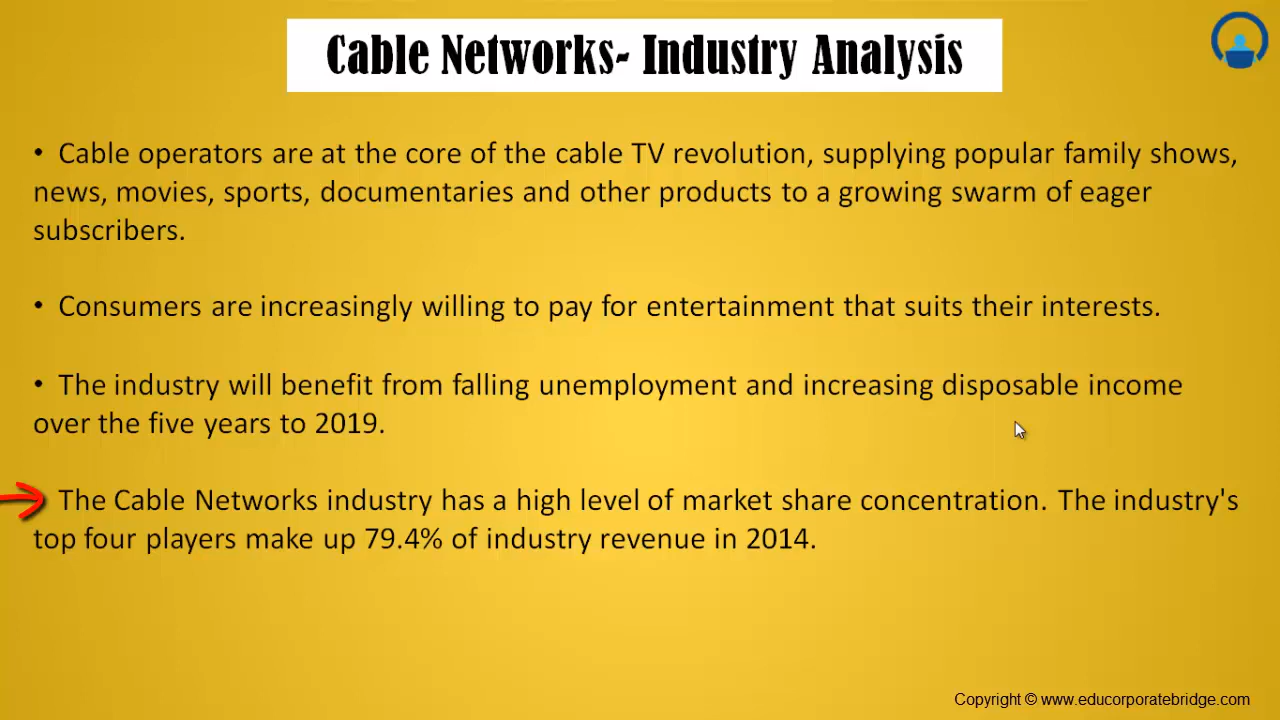 Cable Networks- Industry Analysis
• Cable operators are at the core of the cable TV revolution, supplying popular family shows,
news, movies, sports, documentaries and other products to a growing swarm of eager
subscribers.
• Consumers are increasingly willing to pay for entertainment that suits their interests.
• The industry will benefit from falling unemployment and increasing disposable income
over the five years to 2019.
The Cable Networks industry has a high level of market share concentration. The industry's
top four players make up 79.4% of industry revenue in 2014.
Copyright © www.educorporatebridge.com